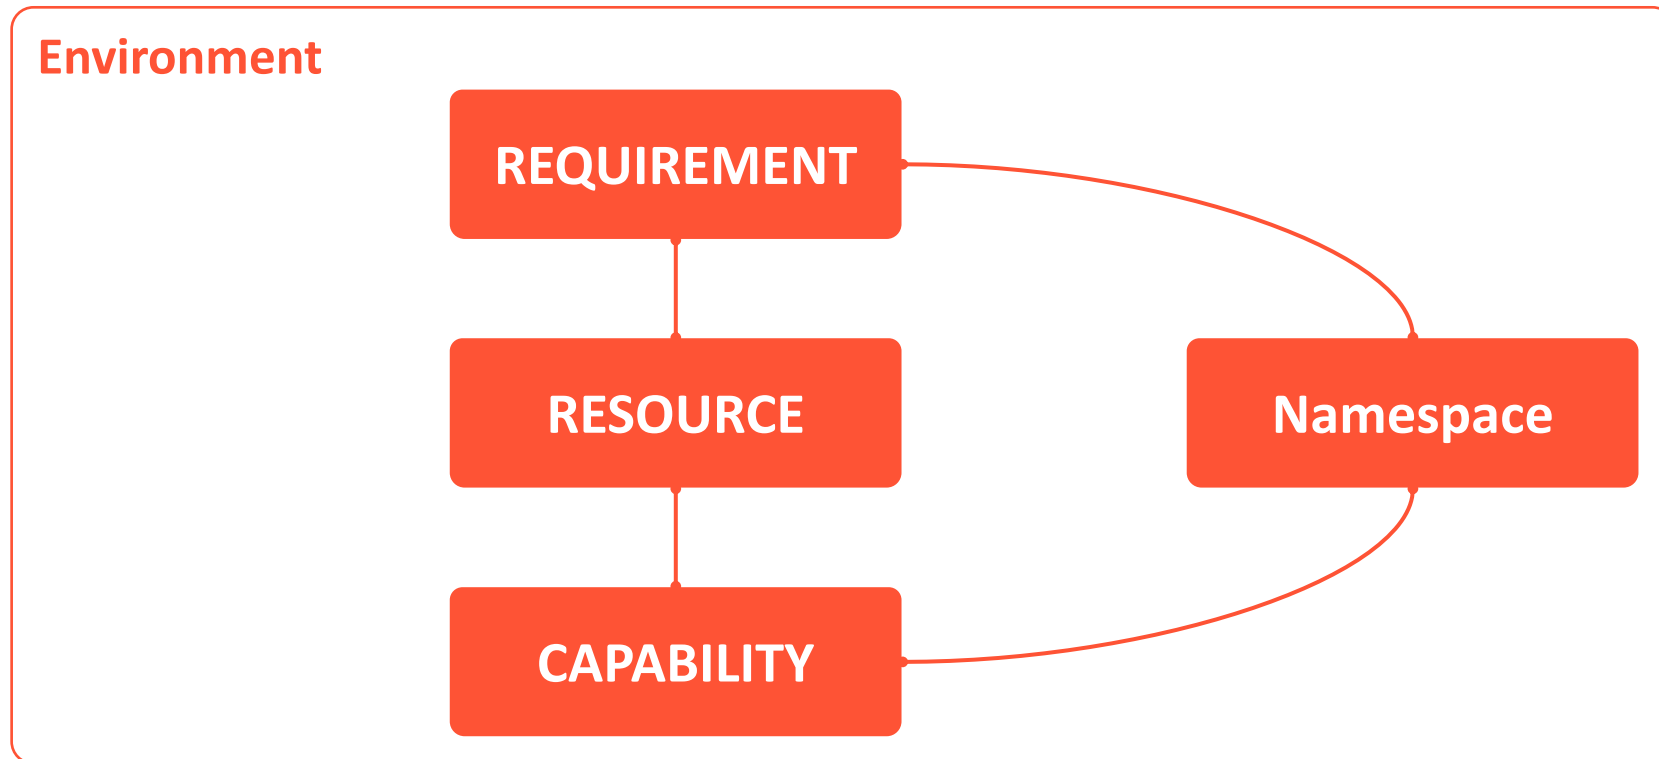 Environment
REQUIREMENT
RESOURCE
Namespace
CAPABILITY